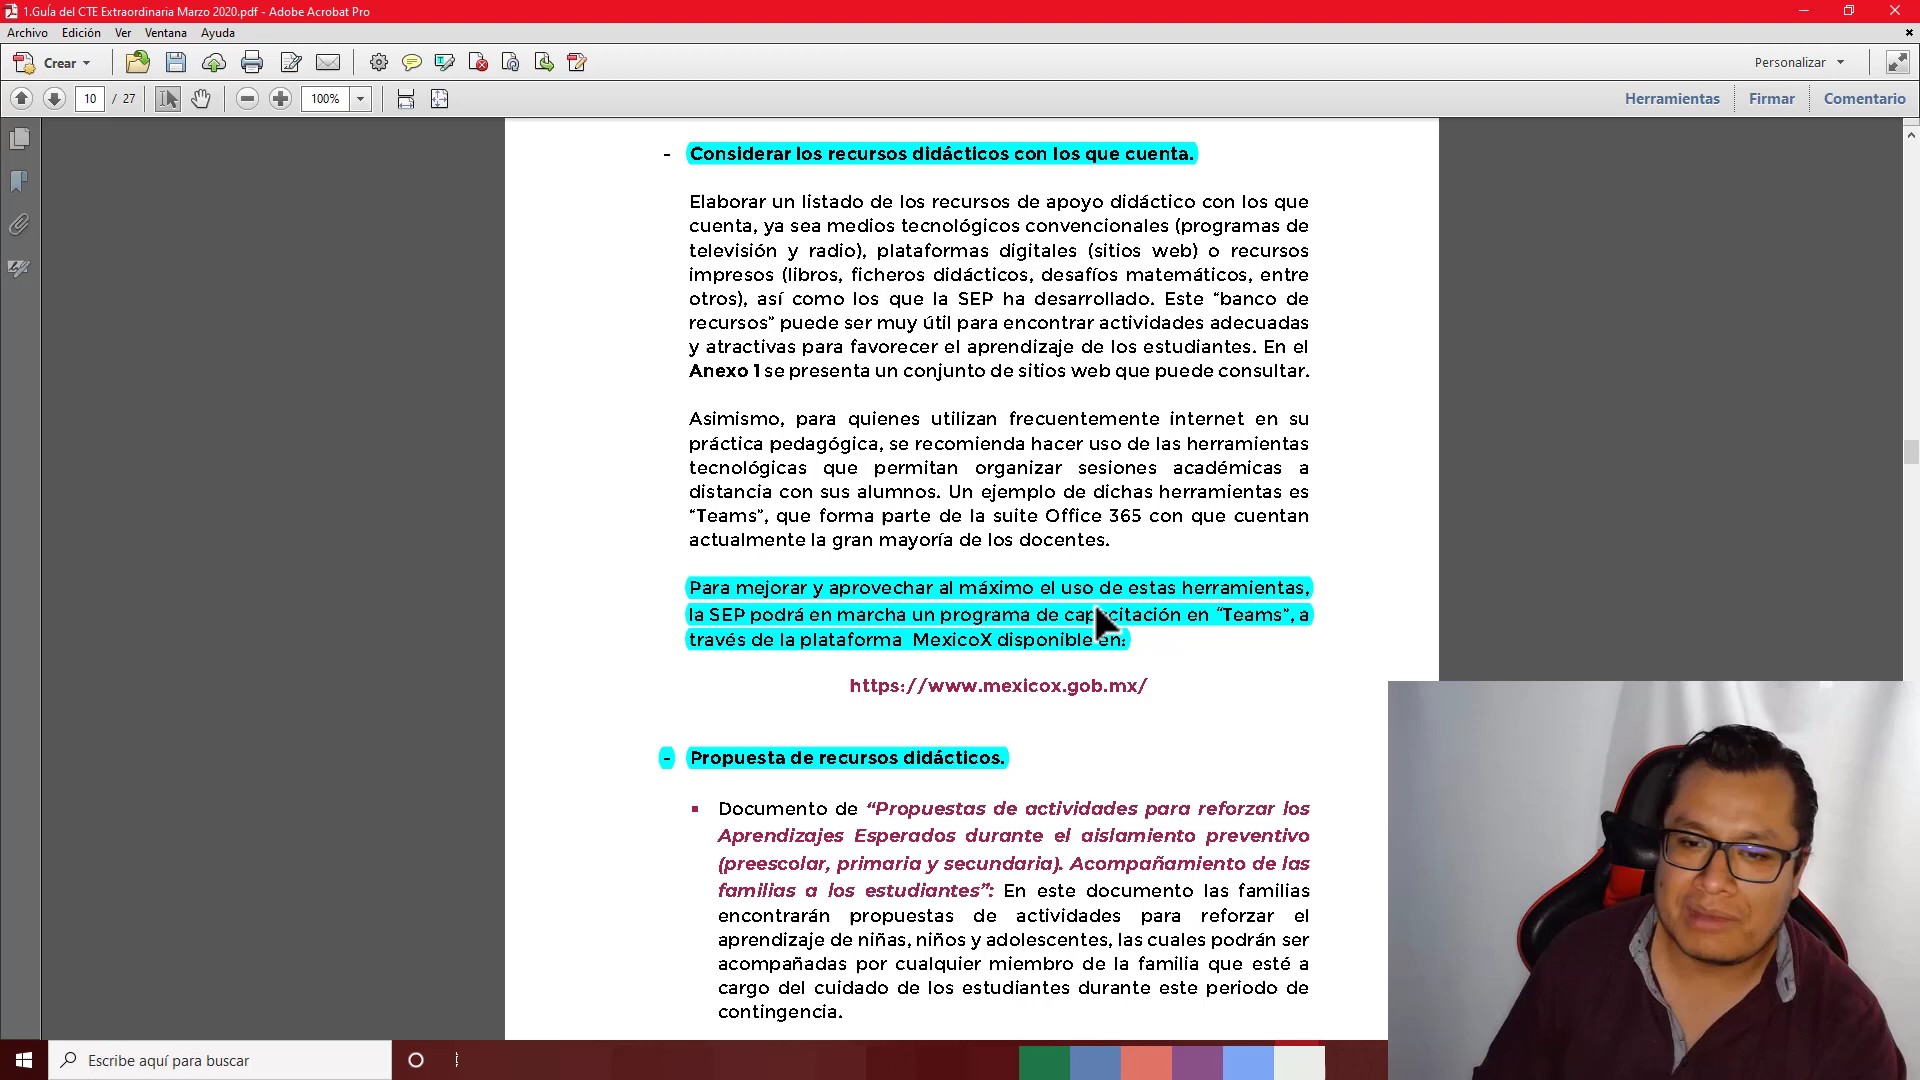 1.Guía del CTE Extraordinaria Marzo 2020.pdf - Adobe Acrobat Pro
Archivo Edición Ver Ventana Ayuda
Crear
Personalizar
10 / 27
100%
Herramientas Firmar Comentario
- Considerar los recursos didácticos con los que cuenta.
Elaborar un listado de los recursos de apoyo didáctico con los que
cuenta, ya sea medios tecnológicos convencionales (programas de
televisión y radio), plataformas digitales (sitios web) o recursos
impresos (libros, ficheros didácticos, desafíos matemáticos, entre
otros), así como los que la SEP ha desarrollado. Este “banco de
recursos” puede ser muy útil para encontrar actividades adecuadas
y atractivas para favorecer el aprendizaje de los estudiantes. En el
Anexo 1 se presenta un conjunto de sitios web que puede consultar.
Asimismo, para quienes utilizan frecuentemente internet en su
práctica pedagógica, se recomienda hacer uso de las herramientas
tecnológicas que permitan organizar sesiones académicas a
distancia con sus alumnos. Un ejemplo de dichas herramientas es
“Teams”, que forma parte de la suite Office 365 con que cuentan
actualmente la gran mayoría de los docentes.
Para mejorar y aprovechar al máximo el uso de estas herramientas,
la SEP podrá en marcha un programa de capacitación en “Teams”, a
través de la plataforma MexicoX disponible en:
https://www.mexicox.gob.mx/
- Propuesta de recursos didácticos.
▪ Documento de “Propuestas de actividades para reforzar los
Aprendizajes Esperados durante el aislamiento preventivo
(preescolar, primaria y secundaria). Acompañamiento de las
familias a los estudiantes”: En este documento las familias
encontrarán propuestas de actividades para reforzar el
aprendizaje de niñas, niños y adolescentes, las cuales podrán ser
acompañadas por cualquier miembro de la familia que esté a
cargo del cuidado de los estudiantes durante este periodo de
contingencia.
Escribe aquí para buscar